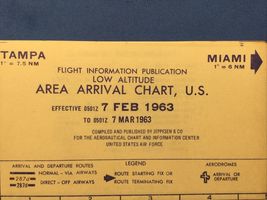 TAMPA
1" = 7.5 NM
MIAMI
1" = 6 NM
FLIGHT INFORMATION PUBLICATION
LOW ALTITUDE
AREA ARRIVAL CHART, U.S.
EFFECTIVE 0501Z 7 FEB 1963
TO 0501Z 7 MAR 1963
COMPILED AND PUBLISHED BY JEPPESEN & CO
FOR THE AERONAUTICAL CHART AND INFORMATION CENTER
UNITED STATES AIR FORCE
ARRIVAL AND DEPARTURE ROUTES
LEGEND
AERODROMES
NORMAL - VIA AIRWAYS
ROUTE STARTING FIX OR
287d
DIRECT - OFF AIRWAYS
ROUTE TERMINATING FIX